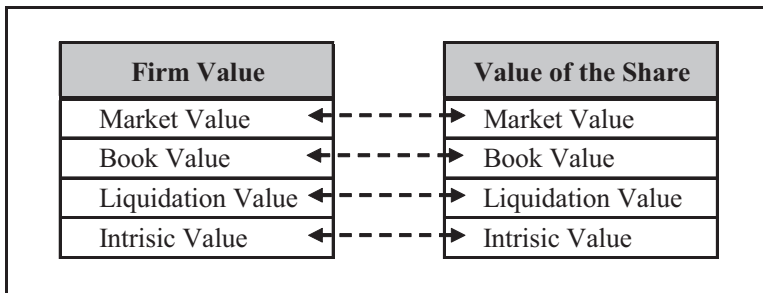 Firm Value
Value of the Share
Market Value
Market Value
Book Value
Book Value
Liquidation Value
Liquidation Value
Intrisic Value
Intrisic Value